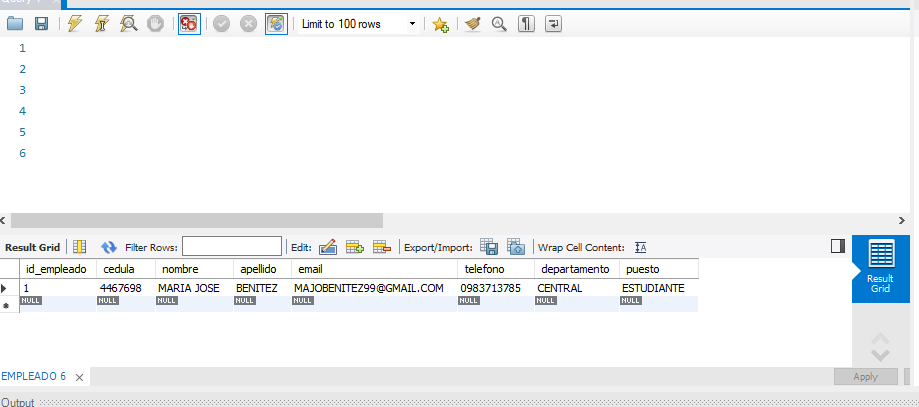 Limit to 100 rows
1
2
3
4
5
6
Result Grid Filter Rows: Edit: Export/Import: Wrap Cell Content: IA
id_empleado cedula nombre apellido email telefono departamento puesto
1 4467698 MARIA JOSE BENITEZ MAJOBENITEZ99@GMAIL.COM 0983713785 CENTRAL ESTUDIANTE
NULL NULL NULL NULL NULL NULL NULL NULL
Result
Grid
EMPLEADO 6
Apply
Output